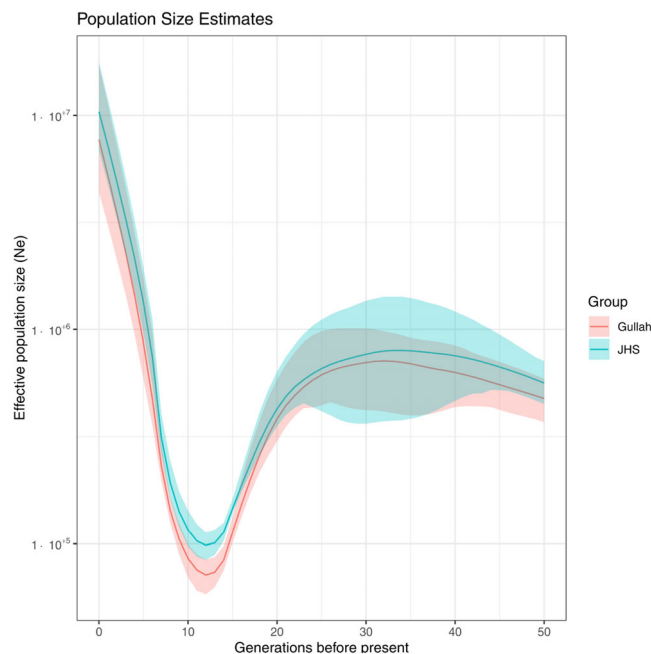 Population Size Estimates
Effective population size (Ne)
1 · 10⁺⁷
1 · 10⁺⁶
1 · 10⁺⁵
0 10 20 30 40 50
Generations before present
Group
Gullah
JHS